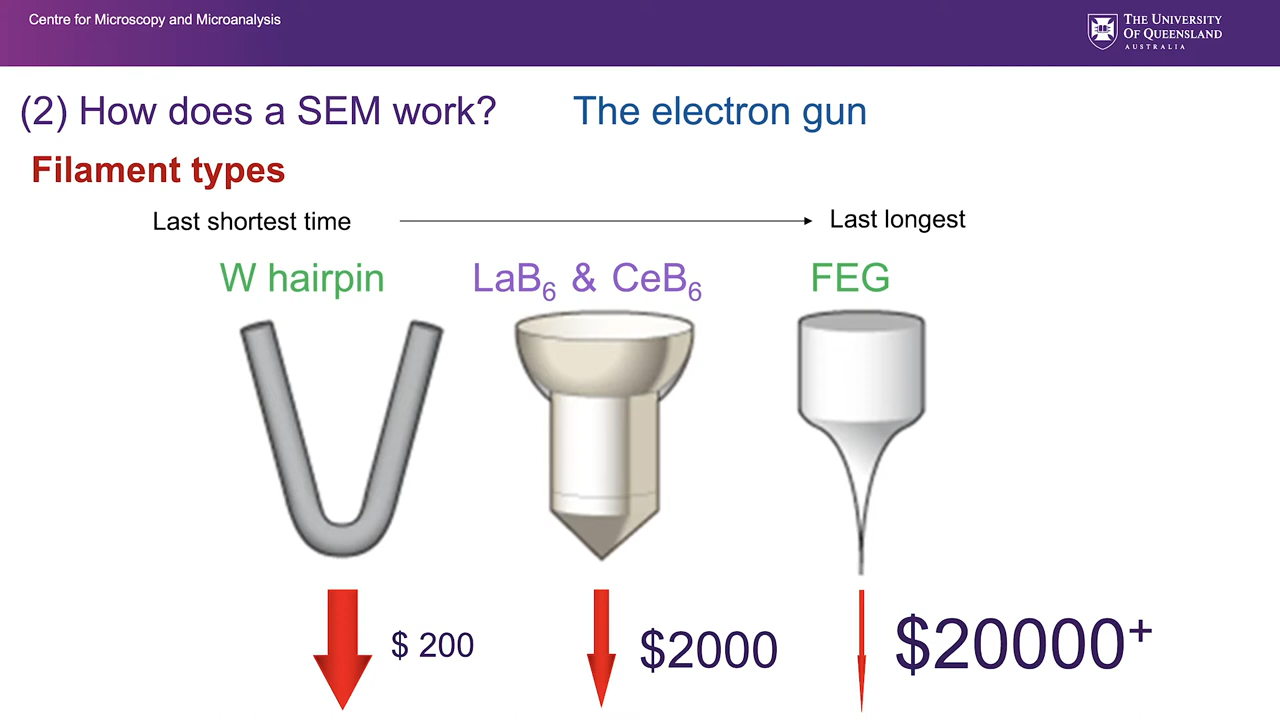 Centre for Microscopy and Microanalysis
THE UNIVERSITY
OF QUEENSLAND
AUSTRALIA
(2) How does a SEM work?
The electron gun
Filament types
Last shortest time
Last longest
W hairpin
LaB₆ & CeB₆
FEG
$ 200
$2000
$20000⁺